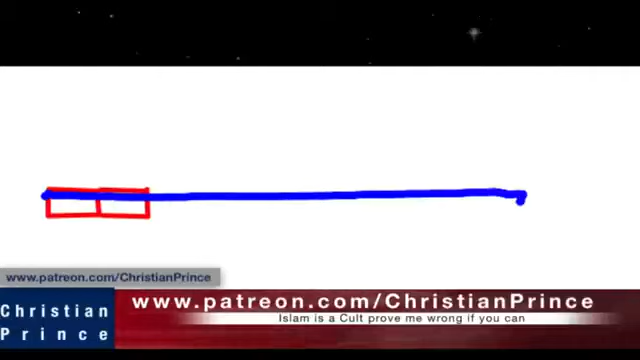 www.patreon.com/ChristianPrince
Christian
Prince
www.patreon.com/ChristianPrince
Islam is a Cult prove me wrong if you can